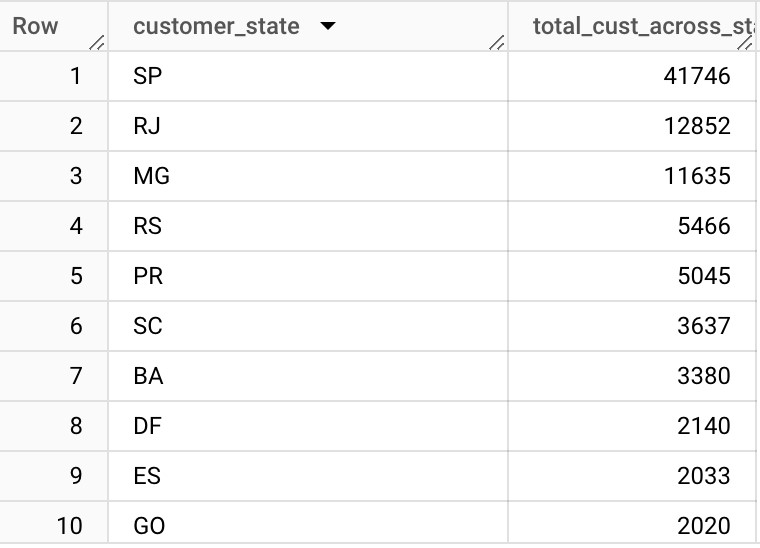 Row customer_state total_cust_across_st
1 SP 41746
2 RJ 12852
3 MG 11635
4 RS 5466
5 PR 5045
6 SC 3637
7 BA 3380
8 DF 2140
9 ES 2033
10 GO 2020